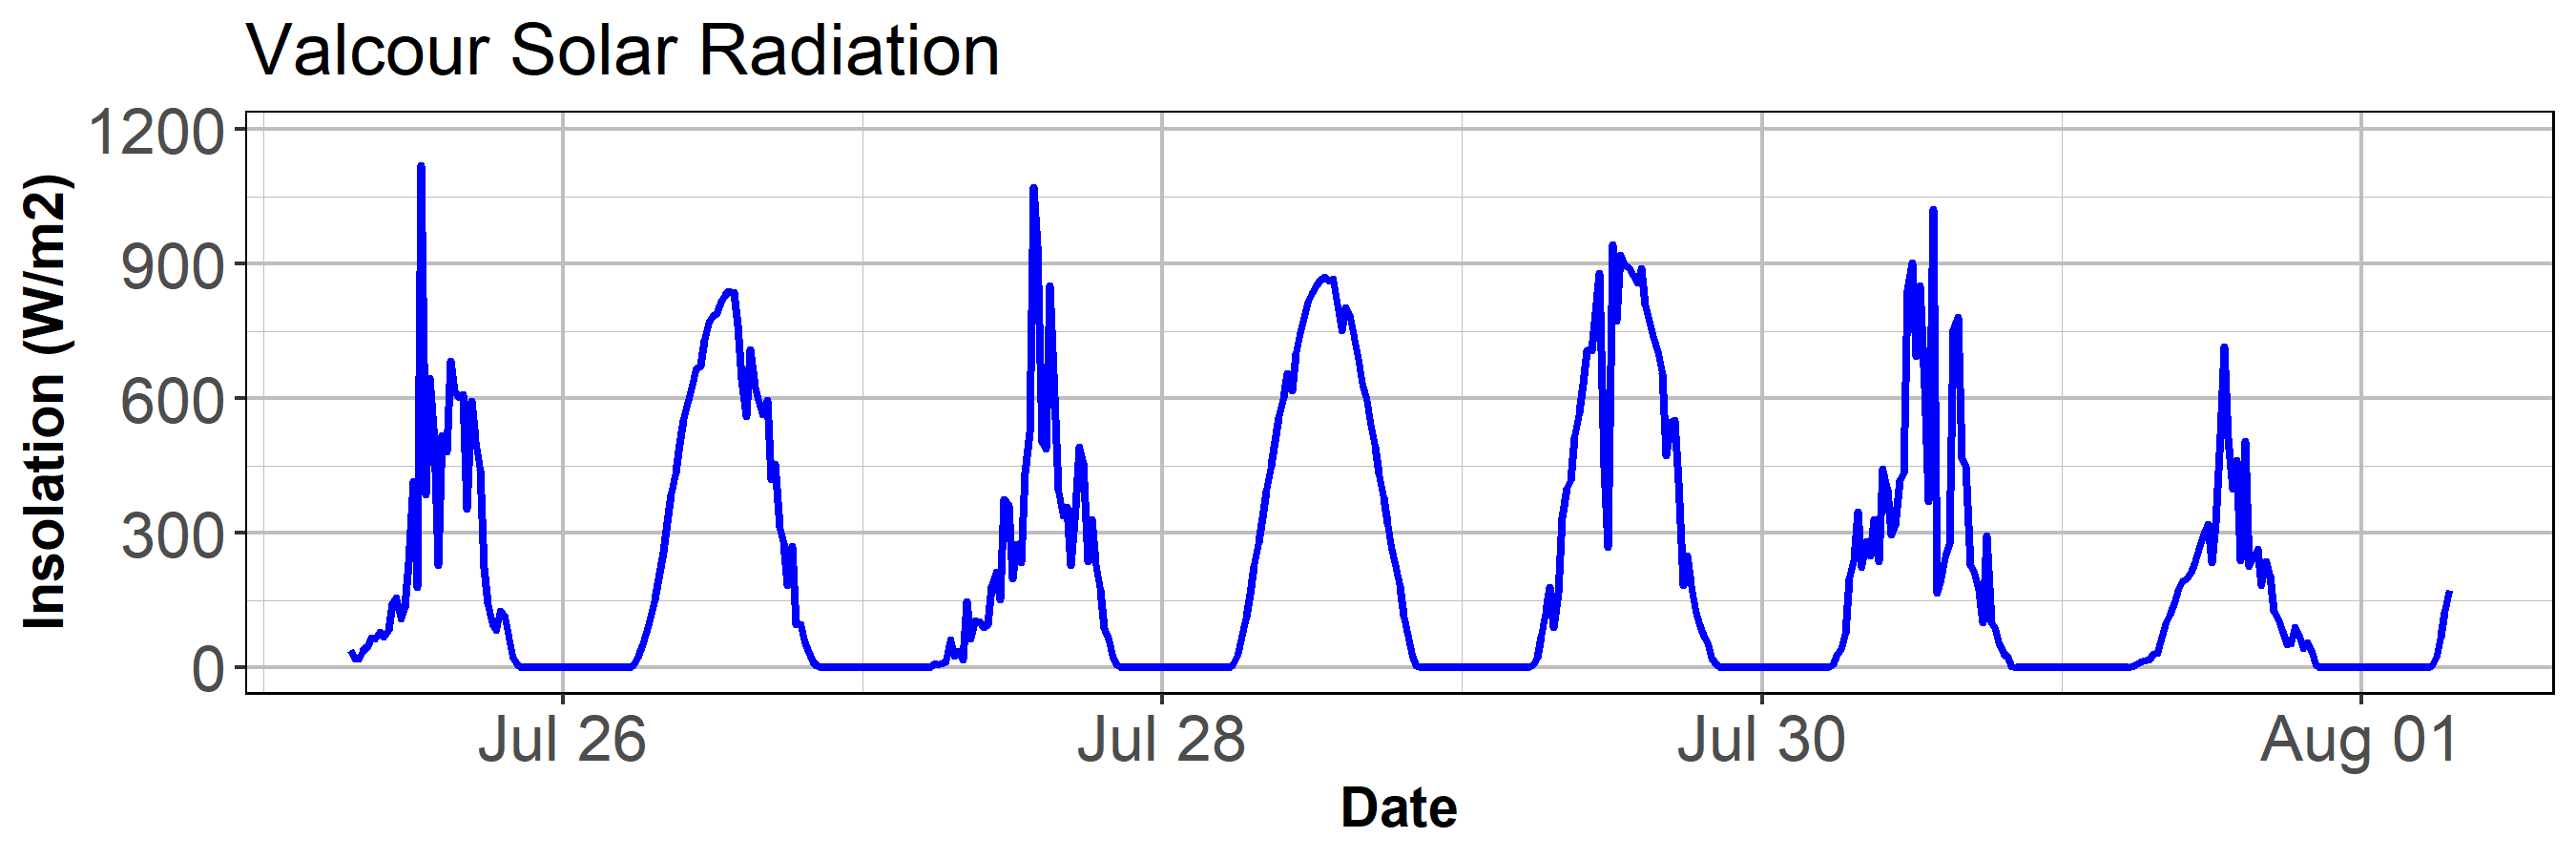 Valcour Solar Radiation
Insolation (W/m2)
1200
900
600
300
0
Jul 26
Jul 28
Jul 30
Aug 01
Date